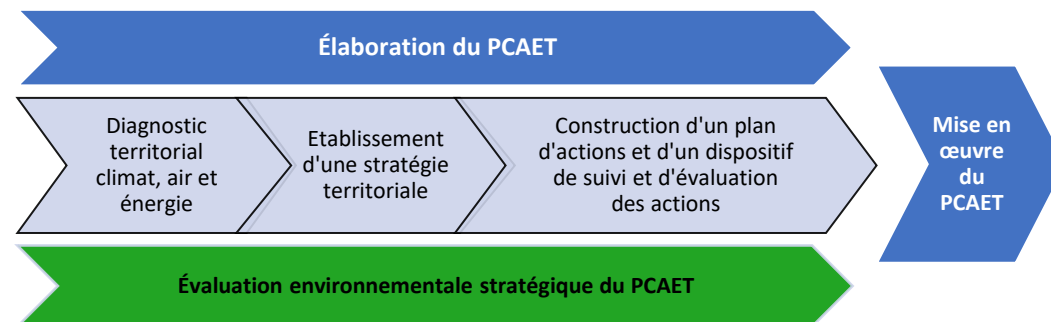 Élaboration du PCAET
Diagnostic
territorial
climat, air et
énergie
Etablissement
d'une stratégie
territoriale
Construction d'un plan
d'actions et d'un dispositif
de suivi et d'évaluation
des actions
Mise en
œuvre
du
PCAET
Évaluation environnementale stratégique du PCAET